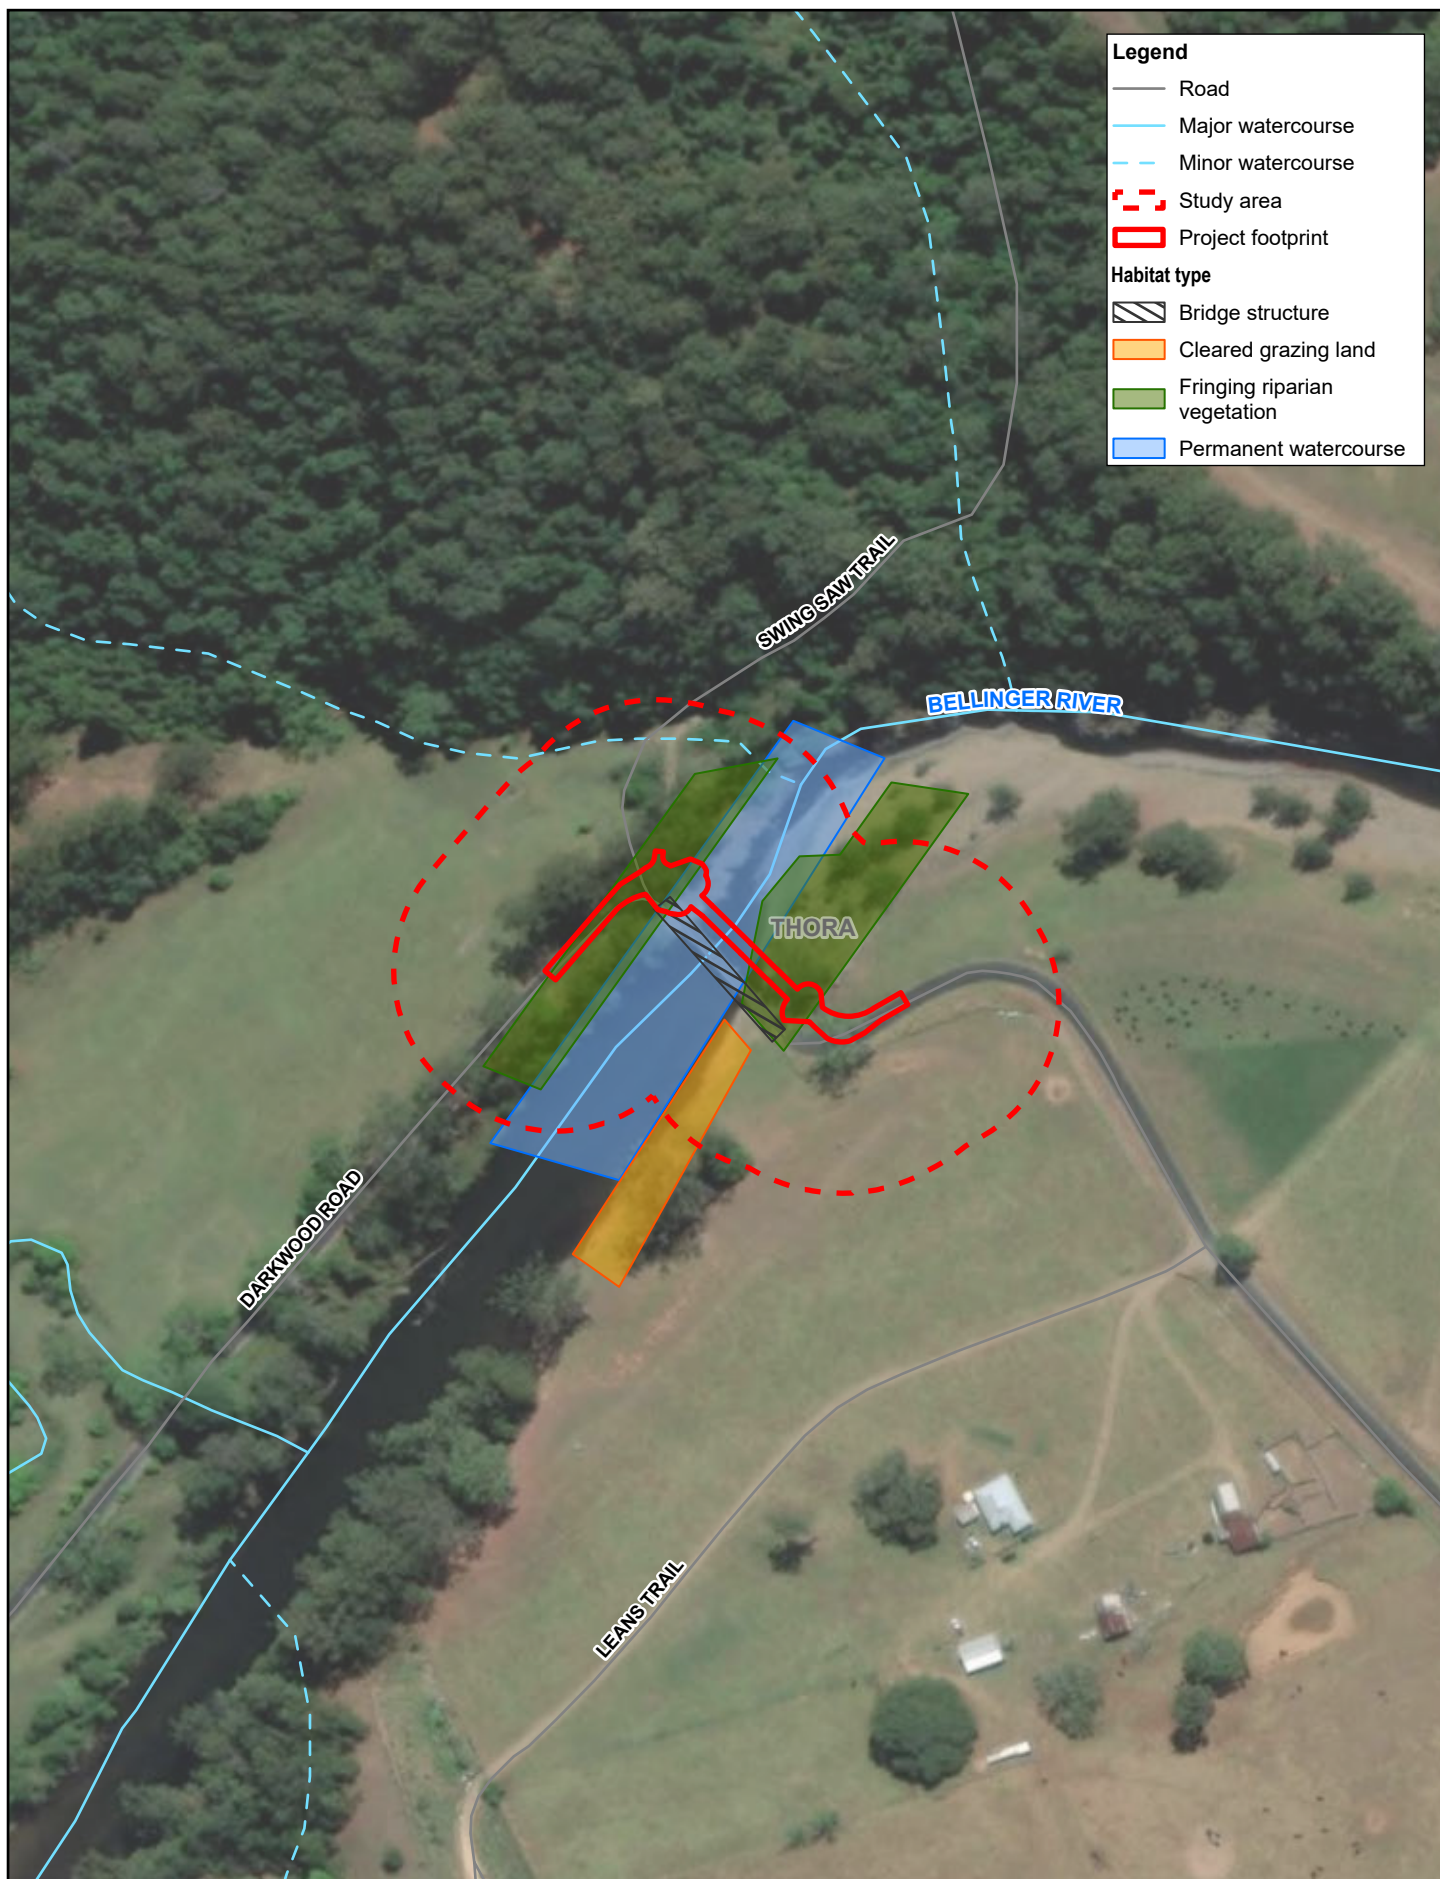 Legend
Road
Major watercourse
Minor watercourse
Study area
Project footprint
Habitat type
Bridge structure
Cleared grazing land
Fringing riparian
vegetation
Permanent watercourse
SWING SAW TRAIL
BELLINGER RIVER
THORA
DARKWOOD ROAD
LEANS TRAIL